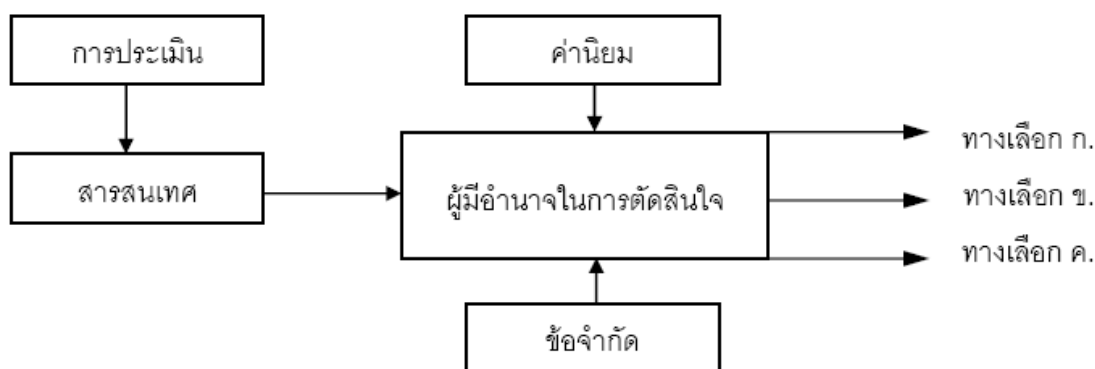 การประเมิน
ค่านิยม
สารสนเทศ
ผู้มีอำนาจในการตัดสินใจ
ทางเลือก ก.
ทางเลือก ข.
ทางเลือก ค.
ข้อจำกัด